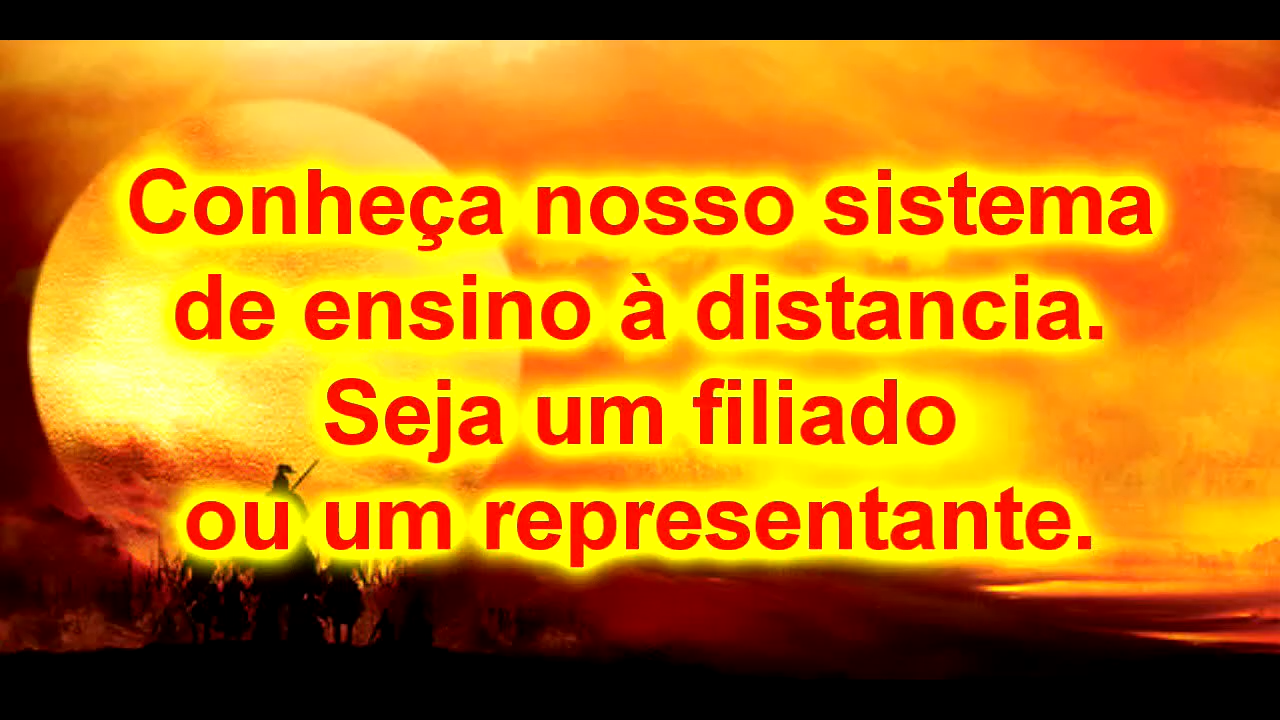 Conheça nosso sistema
de ensino à distancia.
Seja um filiado
ou um representante.